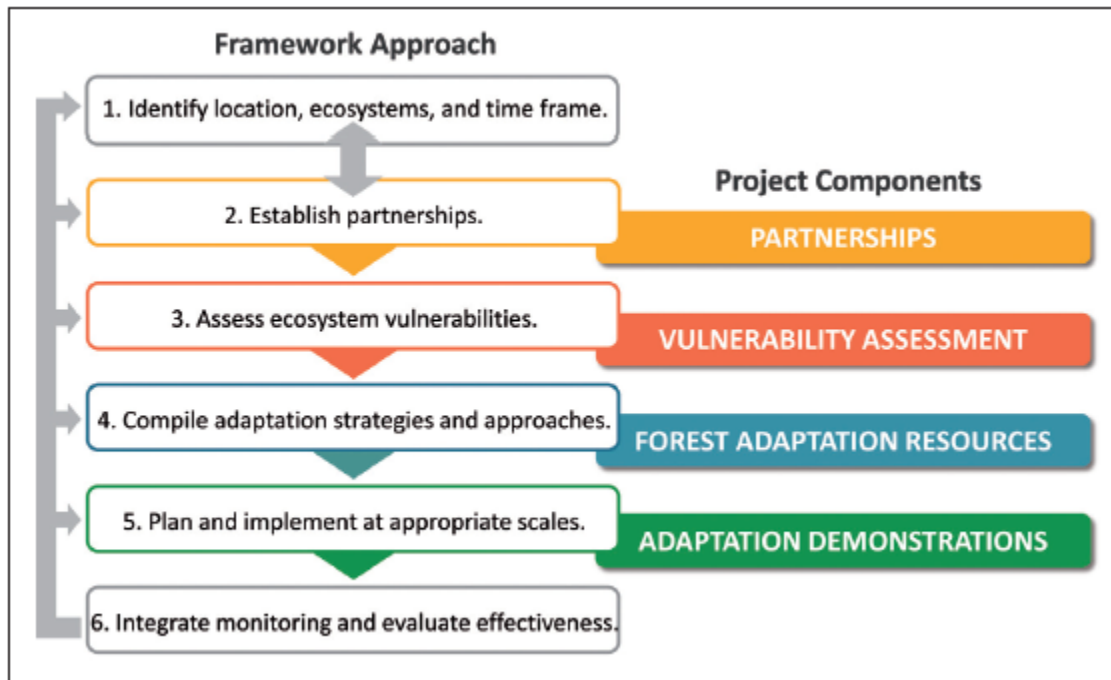 Framework Approach
1. Identify location, ecosystems, and time frame.
Project Components
2. Establish partnerships.
PARTNERSHIPS
3. Assess ecosystem vulnerabilities.
VULNERABILITY ASSESSMENT
4. Compile adaptation strategies and approaches.
FOREST ADAPTATION RESOURCES
5. Plan and implement at appropriate scales.
ADAPTATION DEMONSTRATIONS
6. Integrate monitoring and evaluate effectiveness.